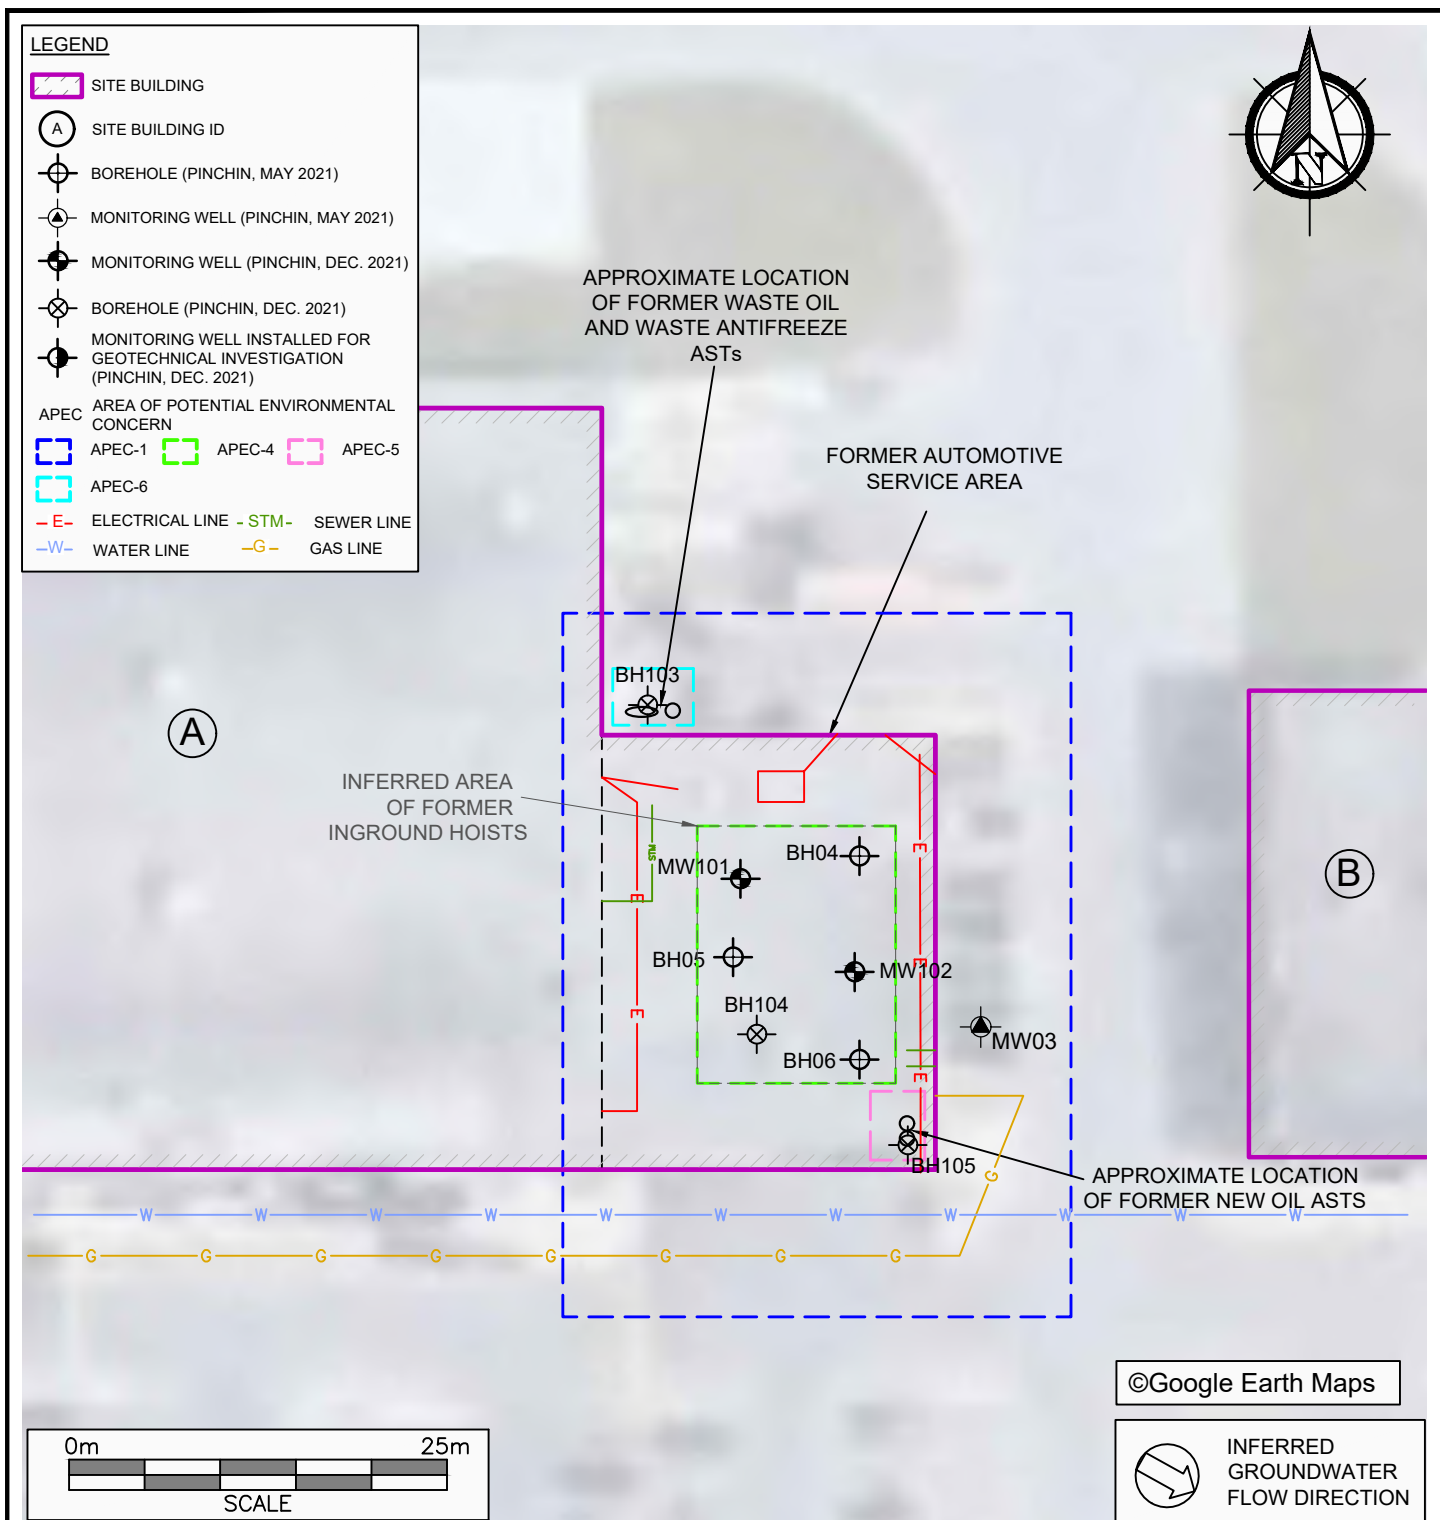 LEGEND
SITE BUILDING
A
SITE BUILDING ID
BOREHOLE (PINCHIN, MAY 2021)
MONITORING WELL (PINCHIN, MAY 2021)
MONITORING WELL (PINCHIN, DEC. 2021)
BOREHOLE (PINCHIN, DEC. 2021)
MONITORING WELL INSTALLED FOR
GEOTECHNICAL INVESTIGATION
(PINCHIN, DEC. 2021)
APEC
AREA OF POTENTIAL ENVIRONMENTAL
CONCERN
APEC-1
APEC-4
APEC-5
APEC-6
E
ELECTRICAL LINE
STM
SEWER LINE
W
WATER LINE
G
GAS LINE
N
APPROXIMATE LOCATION
OF FORMER WASTE OIL
AND WASTE ANTIFREEZE
ASTs
FORMER AUTOMOTIVE
SERVICE AREA
BH103
A
INFERRED AREA
OF FORMER
INGROUND HOISTS
STM
E
BH04
E
MW101
B
E
BH05
MW102
E
BH104
E
MW03
BH06
E
BH105
G
APPROXIMATE LOCATION
OF FORMER NEW OIL ASTS
W W W W W W W W W W W
G G G G G G G G
©Google Earth Maps
0m 25m
SCALE
INFERRED
GROUNDWATER
FLOW DIRECTION